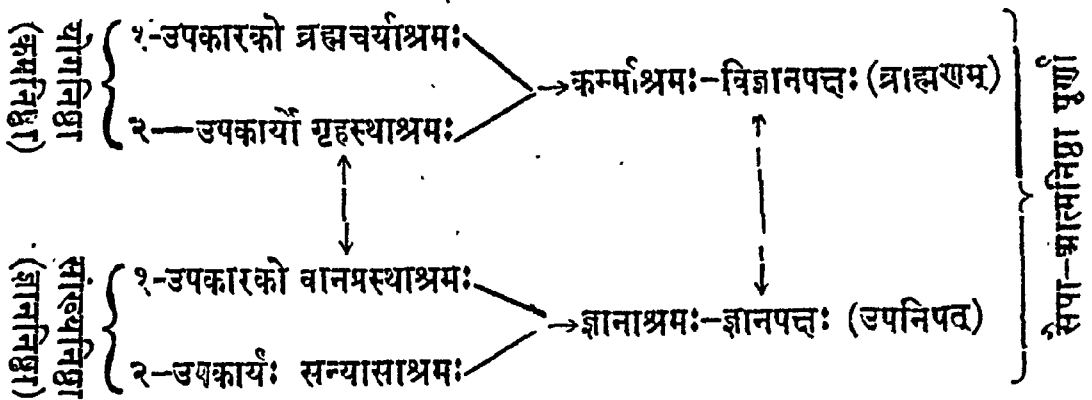 योगनिष्ठा
(कर्मनिष्ठा)
१-उपकारको ब्रह्मचर्याश्रमः
२—उपकार्यो गृहस्थाश्रमः
→कर्म्माश्रमः-विज्ञानपक्षः (ब्राह्मणम्)
सांख्यनिष्ठा
(ज्ञाननिष्ठा)
१-उपकारको वानप्रस्थाश्रमः
२-उपकार्यः सन्यासाश्रमः
→ज्ञानाश्रमः-ज्ञानपक्षः (उपनिषत्)
सैषा-आत्मनिष्ठा पूर्णा